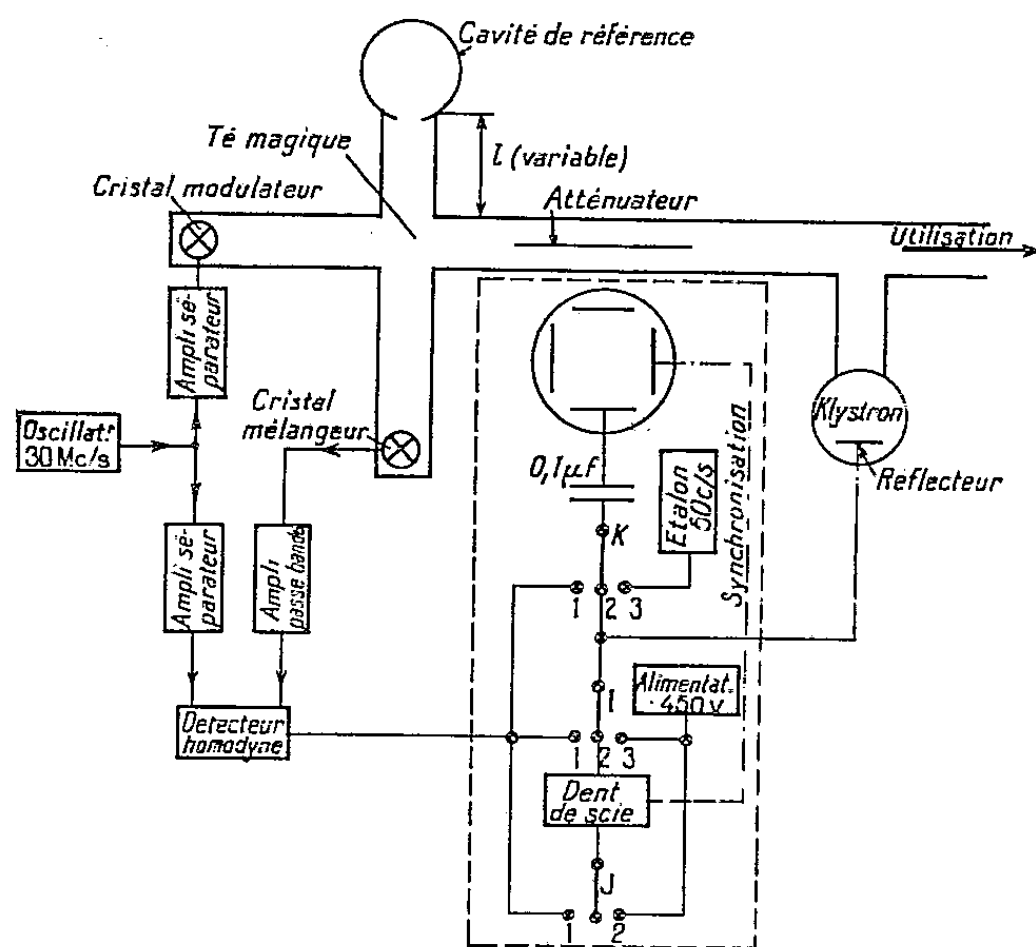 Cavité de référence
Té magique
l (variable)
Cristal modulateur
Atténuateur
Utilisation
Ampli sé-
parateur
Oscillatr
30 Mc/s
Cristal
mélangeur
Klystron
Réflecteur
0,1μf
Etalon
50c/s
Synchronisation
K
1 2 3
Ampli sé-
parateur
Ampli
passe bande
I
Alimentat.
-450 v
Détecteur
homodyne
1 2 3
Dent
de scie
J
1 2